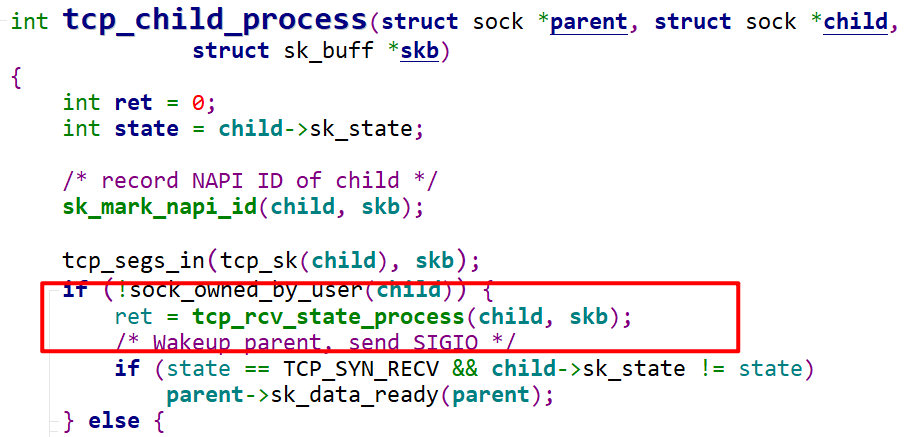 int tcp_child_process(struct sock *parent, struct sock *child,
struct sk_buff *skb)
{
int ret = 0;
int state = child->sk_state;
/* record NAPI ID of child */
sk_mark_napi_id(child, skb);
tcp_segs_in(tcp_sk(child), skb);
if (!sock_owned_by_user(child)) {
ret = tcp_rcv_state_process(child, skb);
/* Wakeup parent, send SIGIO */
if (state == TCP_SYN_RECV && child->sk_state != state)
parent->sk_data_ready(parent);
} else {